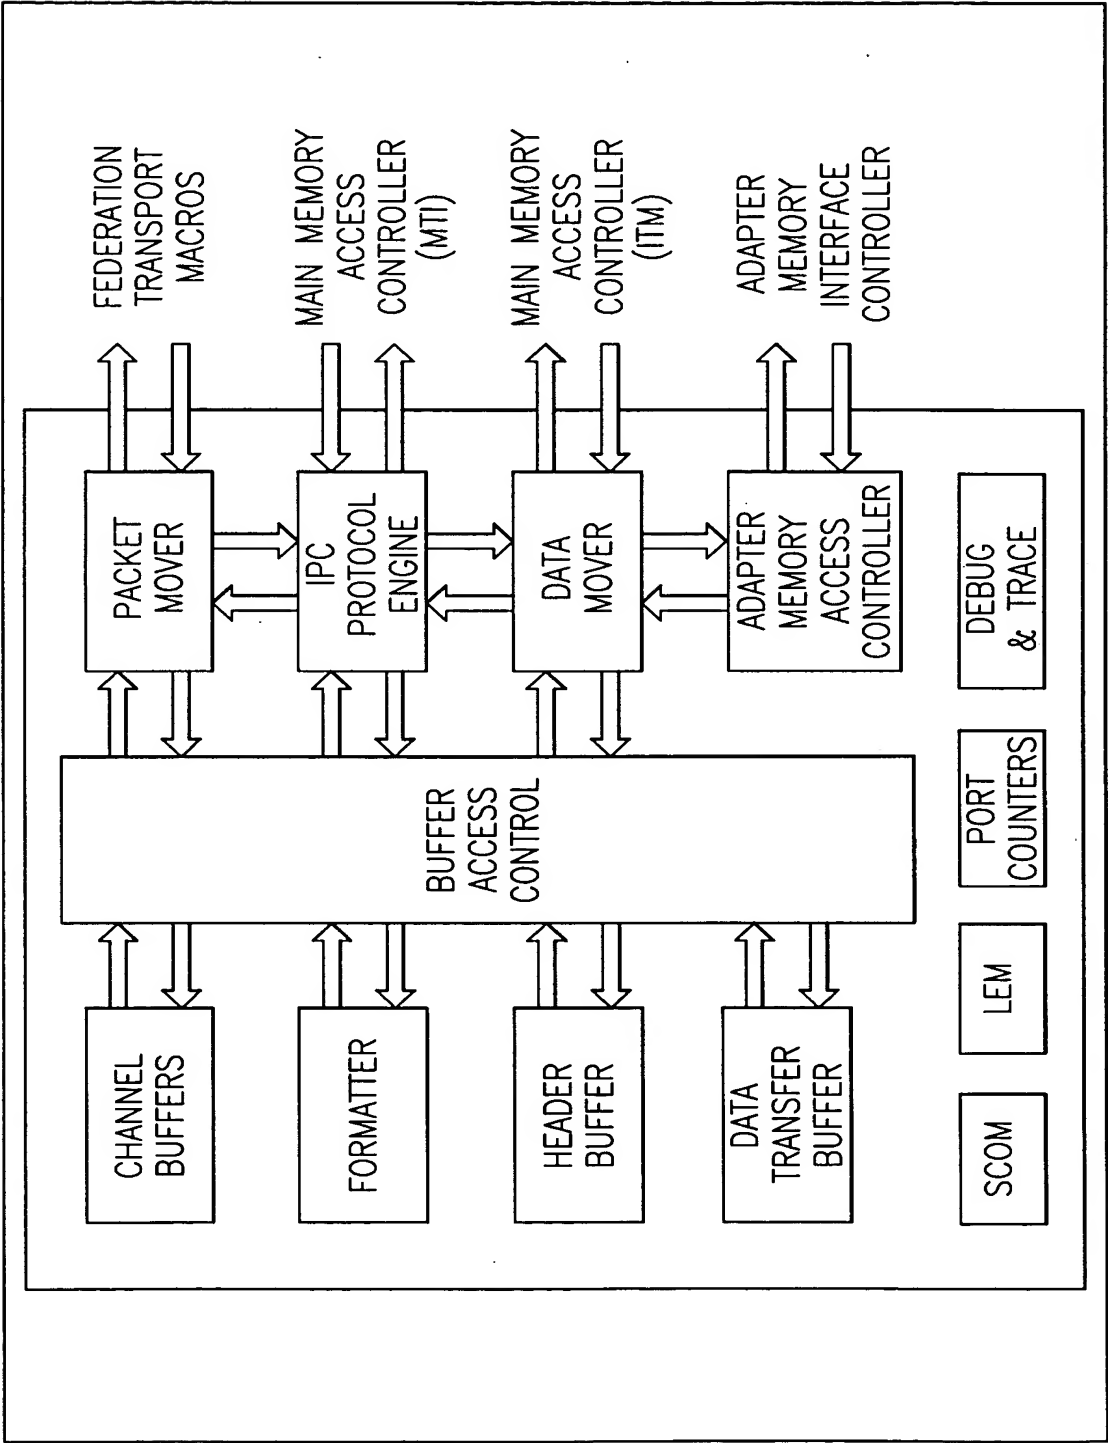 CHANNEL
BUFFERS
FORMATTER
HEADER
BUFFER
DATA
TRANSFER
BUFFER
BUFFER
ACCESS
CONTROL
PACKET
MOVER
IPC
PROTOCOL
ENGINE
DATA
MOVER
ADAPTER
MEMORY
ACCESS
CONTROLLER
FEDERATION
TRANSPORT
MACROS
MAIN MEMORY
ACCESS
CONTROLLER
(MTI)
MAIN MEMORY
ACCESS
CONTROLLER
(ITM)
ADAPTER
MEMORY
INTERFACE
CONTROLLER
SCOM
LEM
PORT
COUNTERS
DEBUG
& TRACE